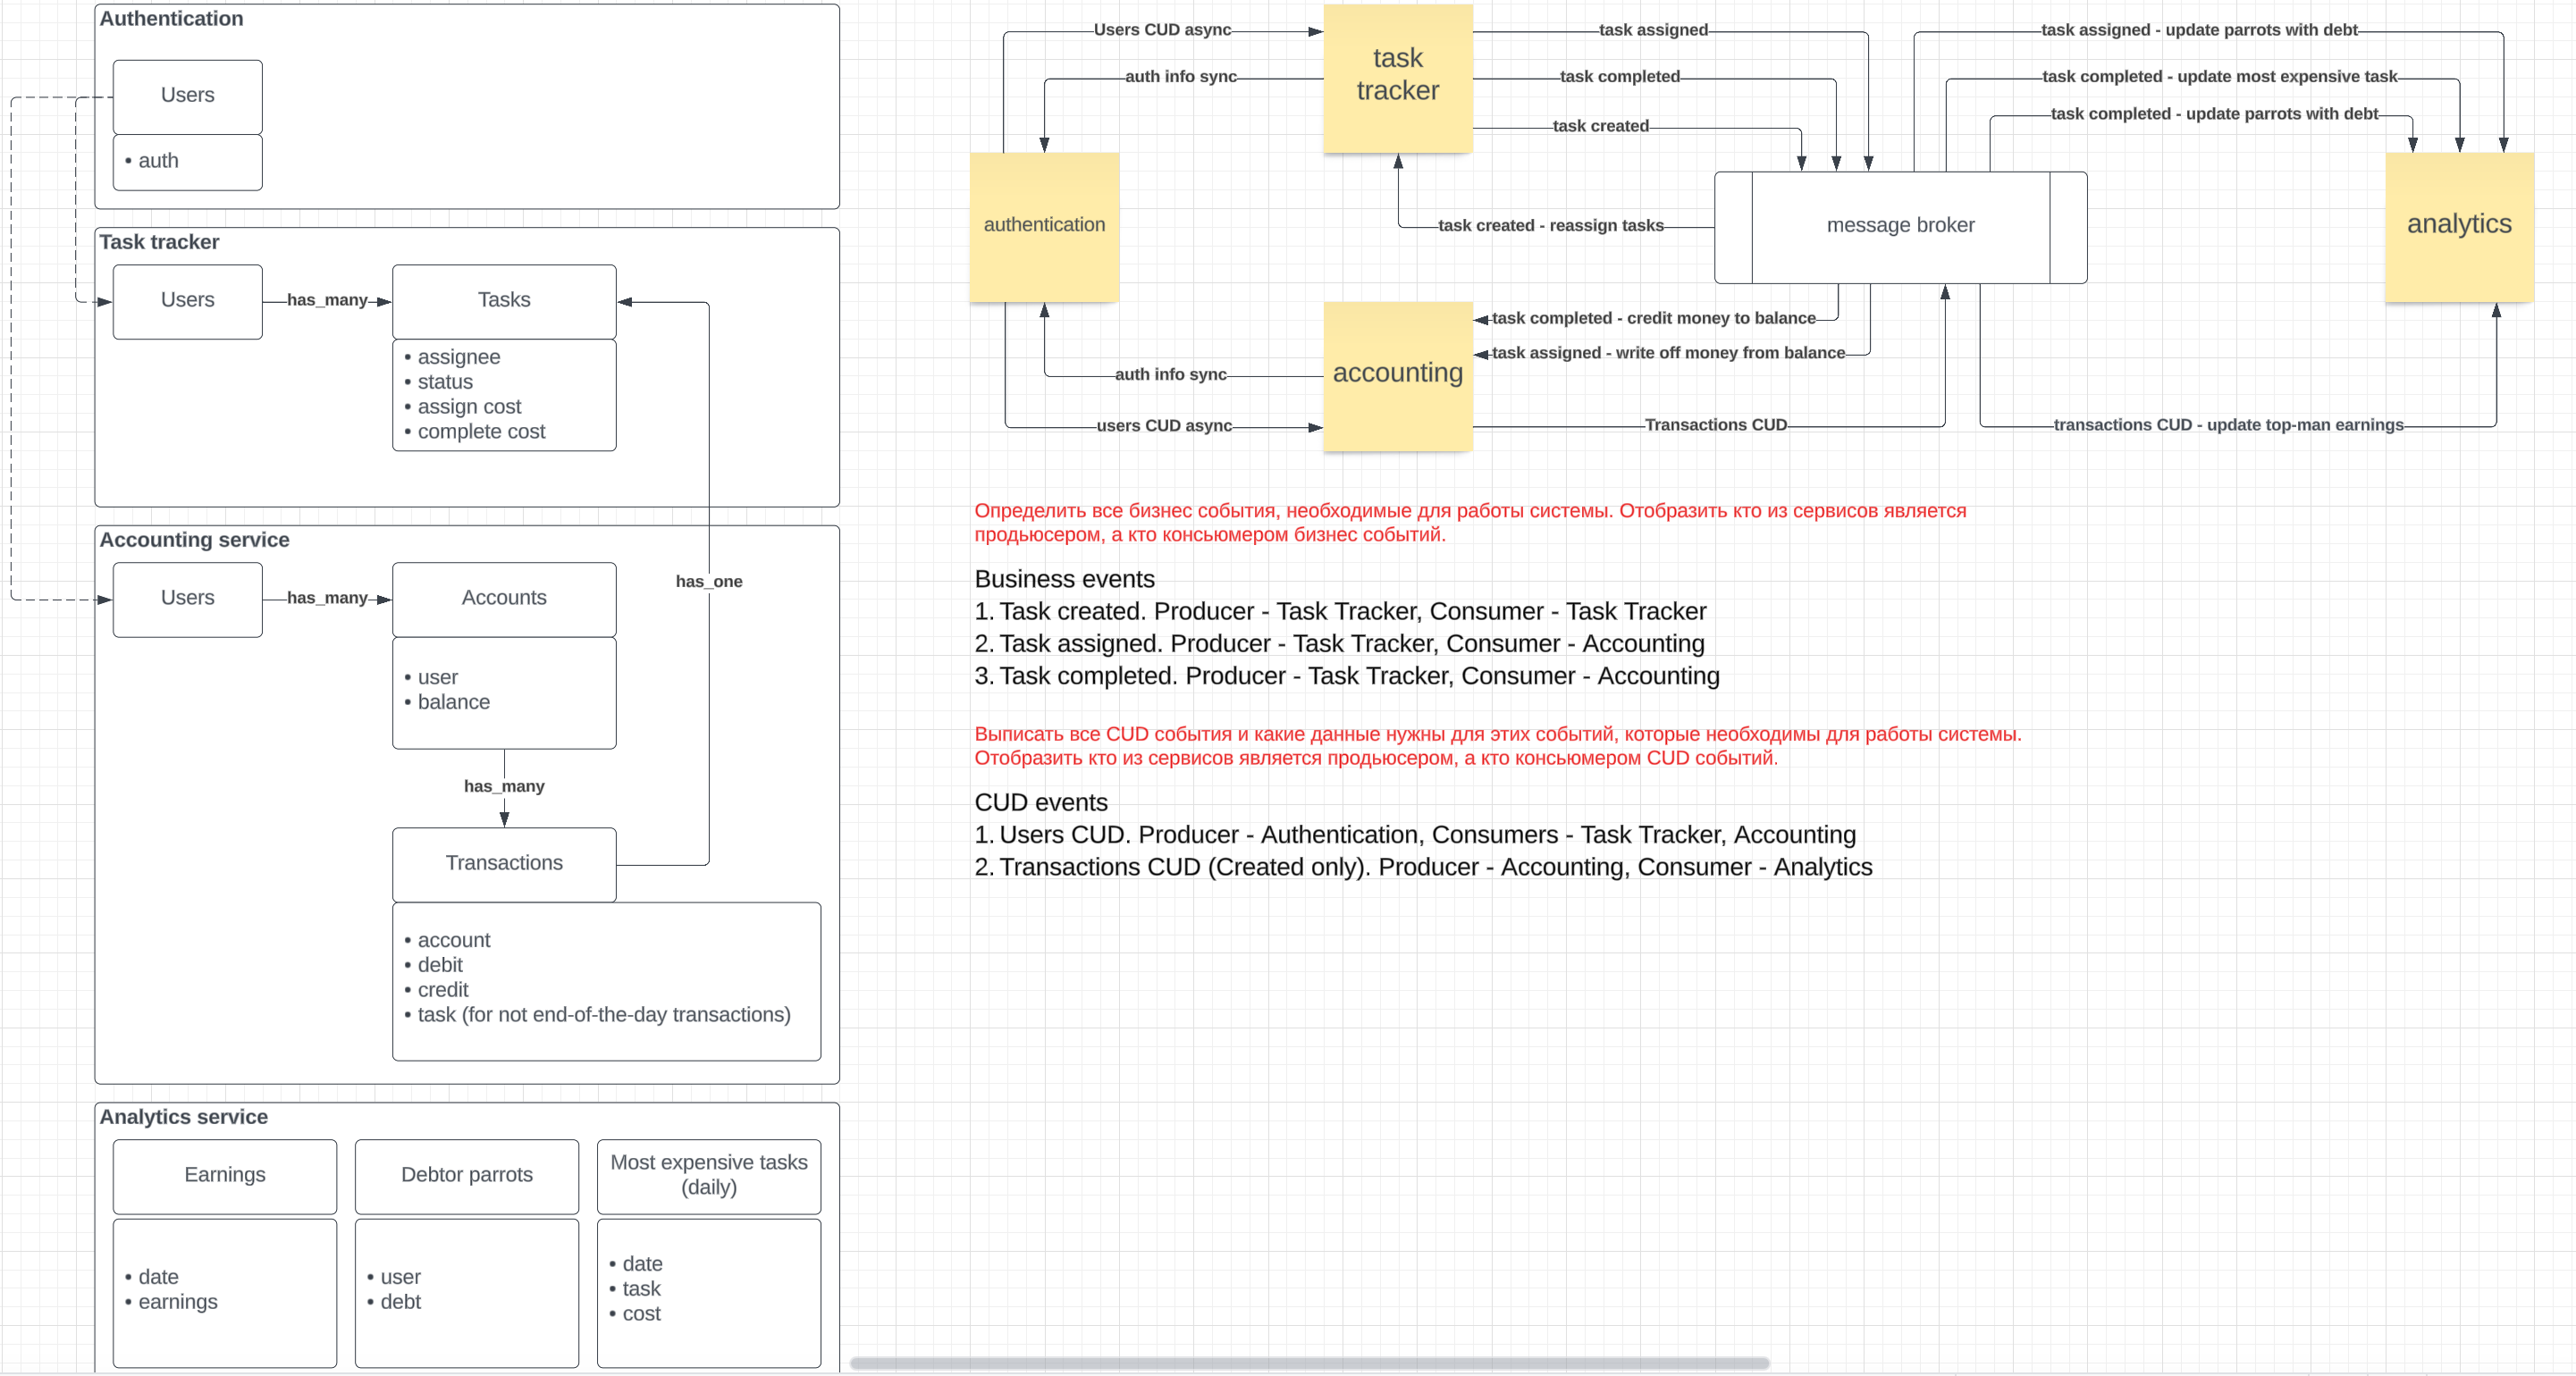 Authentication
Users
• auth
Task tracker
Users
has_many
Tasks
• assignee
• status
• assign cost
• complete cost
Accounting service
Users
has_many
Accounts
has_one
• user
• balance
has_many
Transactions
• account
• debit
• credit
• task (for not end-of-the-day transactions)
Analytics service
Earnings
• date
• earnings
Debtor parrots
• user
• debt
Most expensive tasks
(daily)
• date
• task
• cost
Users CUD async
auth info sync
task
tracker
task assigned
task completed
task created
task assigned - update parrots with debt
task completed - update most expensive task
task completed - update parrots with debt
authentication
task created - reassign tasks
message broker
analytics
task completed - credit money to balance
task assigned - write off money from balance
accounting
auth info sync
users CUD async
Transactions CUD
transactions CUD - update top-man earnings
Определить все бизнес события, необходимые для работы системы. Отобразить кто из сервисов является
продьюсером, а кто консьюмером бизнес событий.
Business events
1. Task created. Producer - Task Tracker, Consumer - Task Tracker
2. Task assigned. Producer - Task Tracker, Consumer - Accounting
3. Task completed. Producer - Task Tracker, Consumer - Accounting
Выписать все CUD события и какие данные нужны для этих событий, которые необходимы для работы системы.
Отобразить кто из сервисов является продьюсером, а кто консьюмером CUD событий.
CUD events
1. Users CUD. Producer - Authentication, Consumers - Task Tracker, Accounting
2. Transactions CUD (Created only). Producer - Accounting, Consumer - Analytics